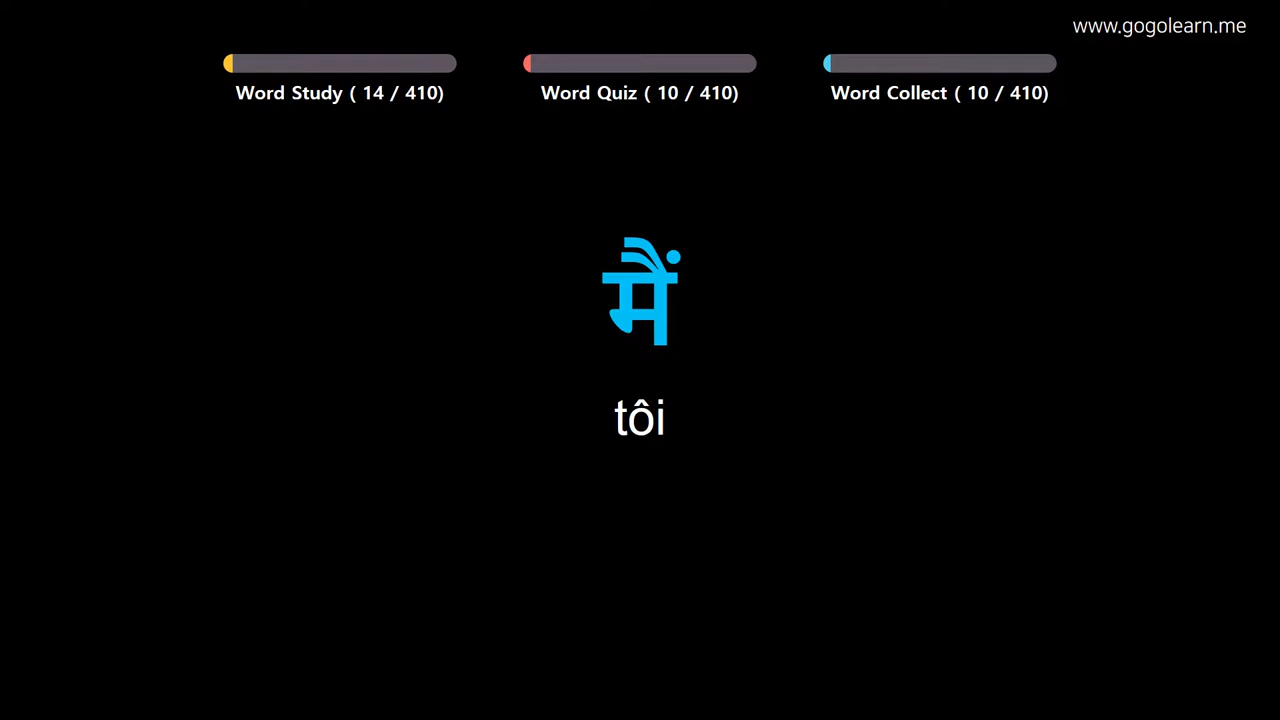 www.gogolearn.me
Word Study ( 14 / 410)
Word Quiz ( 10 / 410)
Word Collect ( 10 / 410)
मैं
tôi